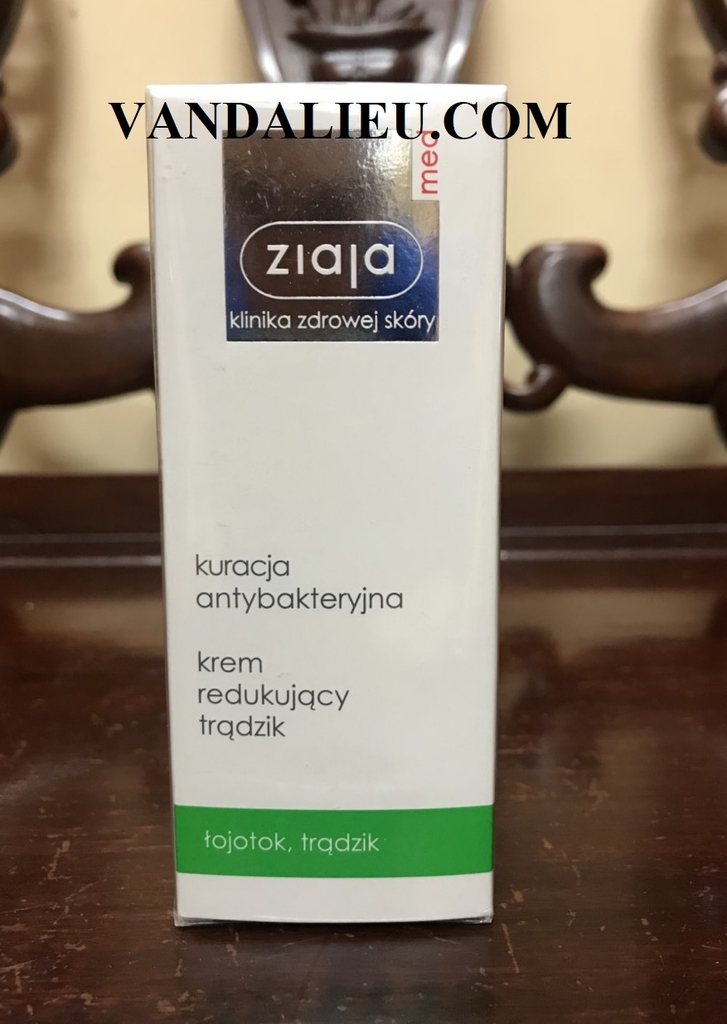 VANDALIEU.COM
med
ziaja
klinika zdrowej skóry
kuracja
antybakteryjna
krem
redukujący
trądzik
łojotok, trądzik